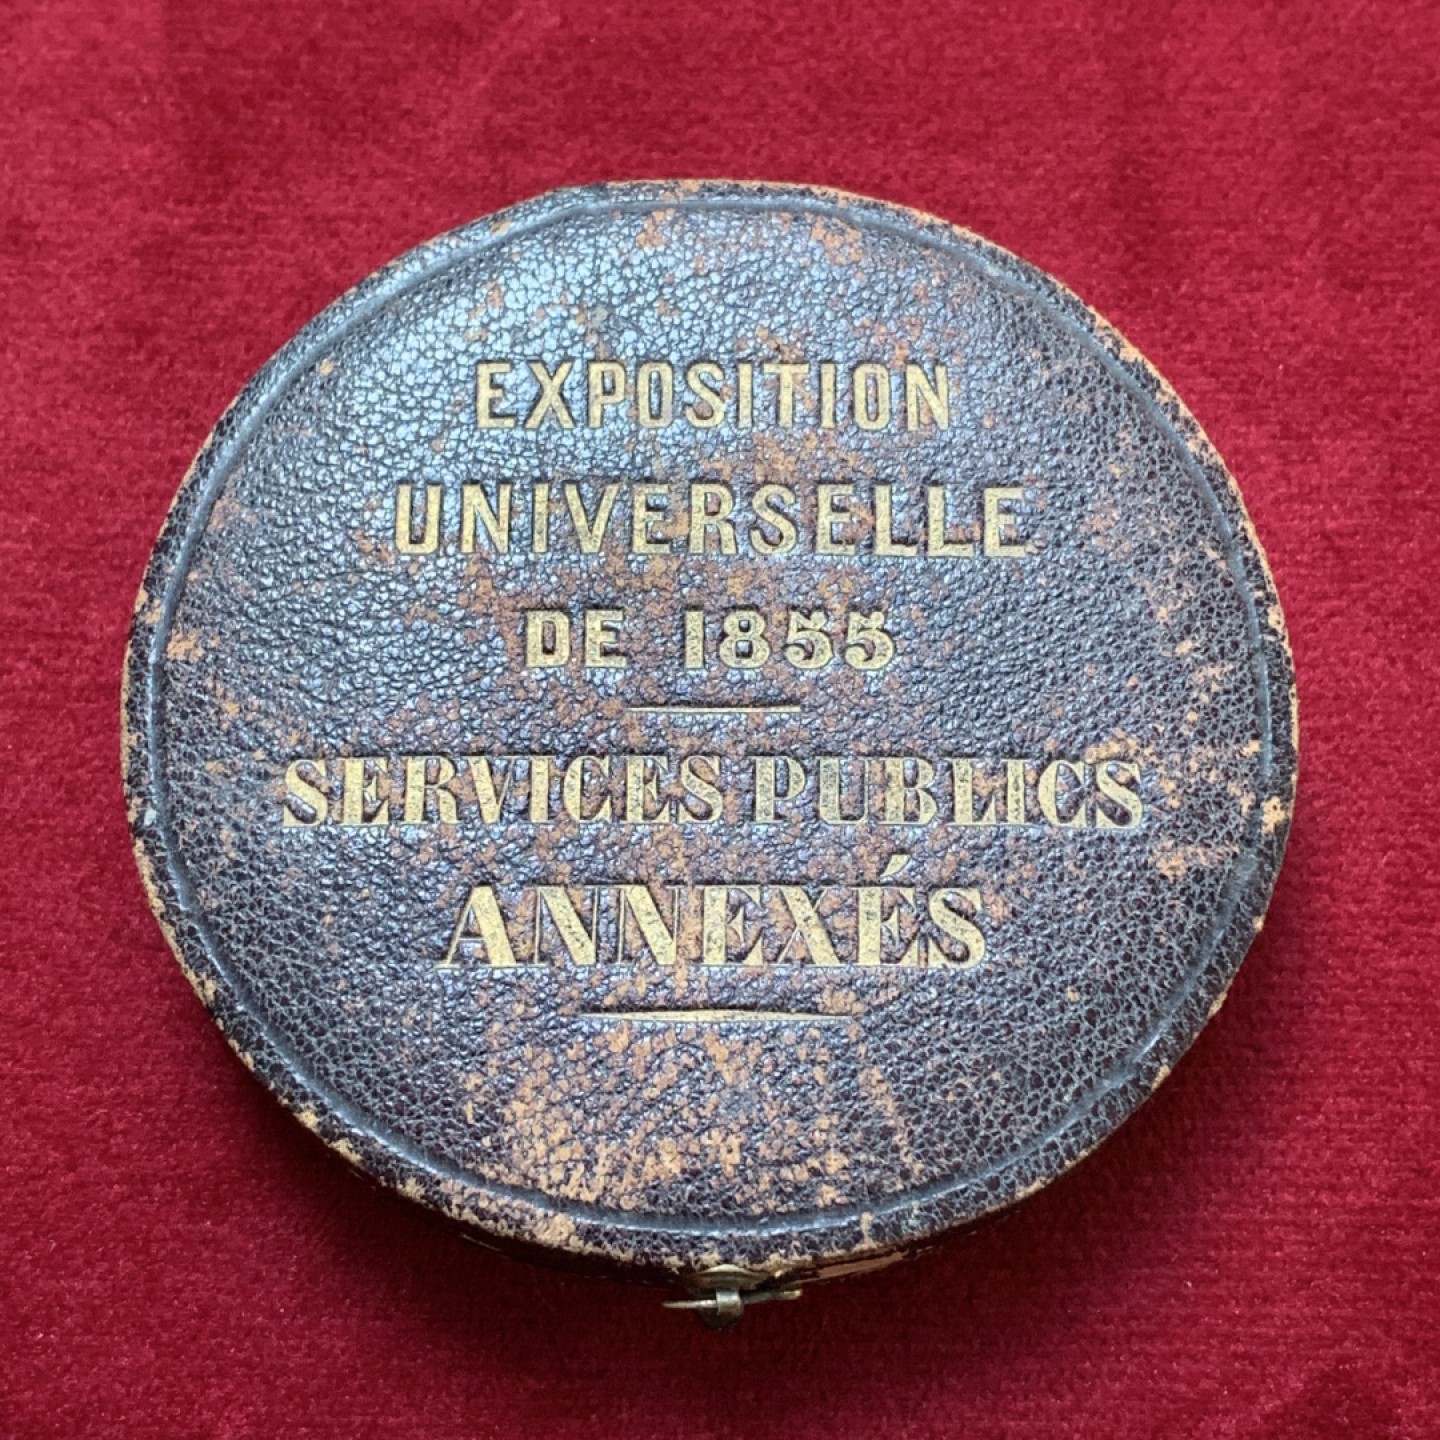 EXPOSITION
UNIVERSELLE
DE 1855
SERVICES PUBLICS
ANNEXÉS